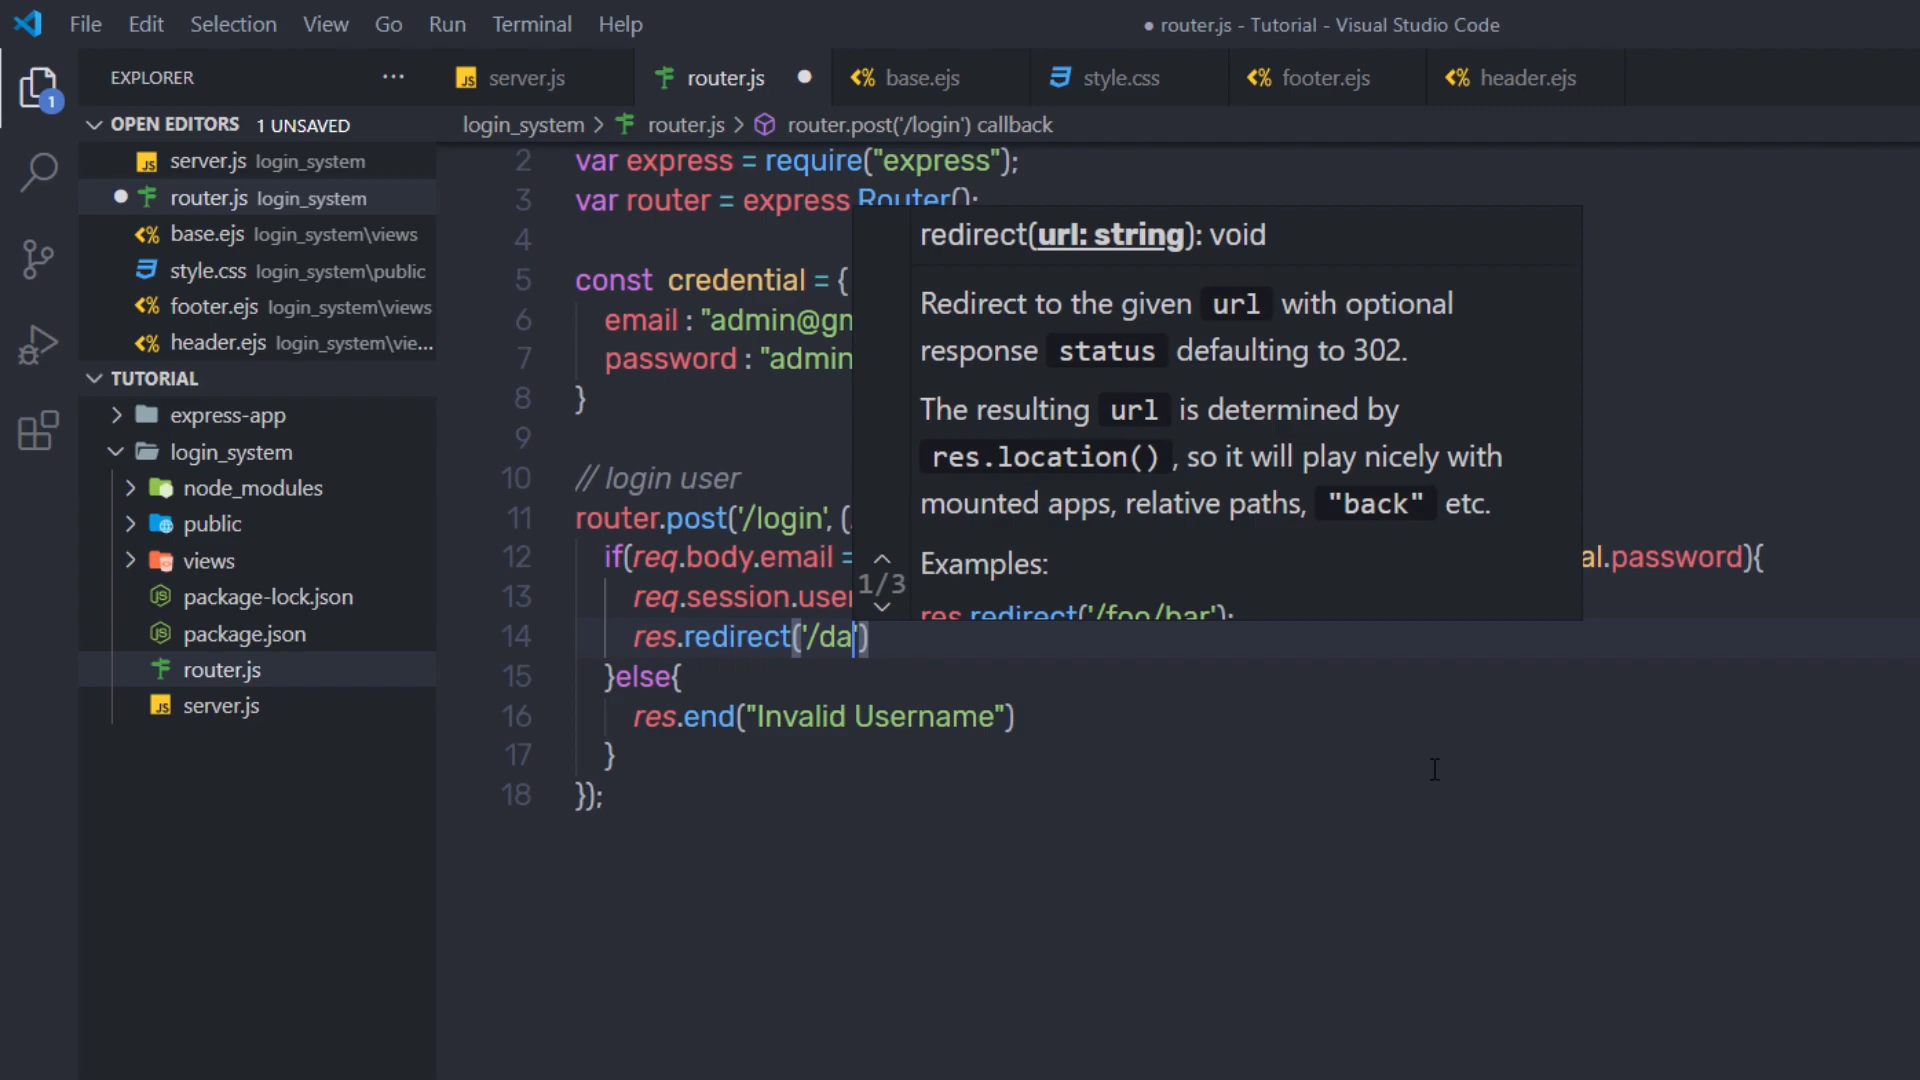 File Edit Selection View Go Run Terminal Help
● router.js - Tutorial - Visual Studio Code
EXPLORER ···
server.js router.js ● base.ejs style.css footer.ejs header.ejs
OPEN EDITORS 1 UNSAVED
login_system > router.js > router.post('/login') callback
server.js login_system
router.js login_system
base.ejs login_system\views
style.css login_system\public
footer.ejs login_system\views
header.ejs login_system\vie...
TUTORIAL
express-app
login_system
node_modules
public
views
package-lock.json
package.json
router.js
server.js
1
2 var express = require("express");
3 var router = express.Router();
4
5 const credential = {
6 email : "admin@gm
7 password : "admin
8 }
9
10 // login user
11 router.post('/login', (
12 if(req.body.email = al.password){
13 req.session.user
14 res.redirect('/da')
15 }else{
16 res.end("Invalid Username")
17 }
18 });
redirect(url: string): void
Redirect to the given url with optional
response status defaulting to 302.
The resulting url is determined by
res.location() , so it will play nicely with
mounted apps, relative paths, "back" etc.
Examples:
1/3
res.redirect('/foo/bar');